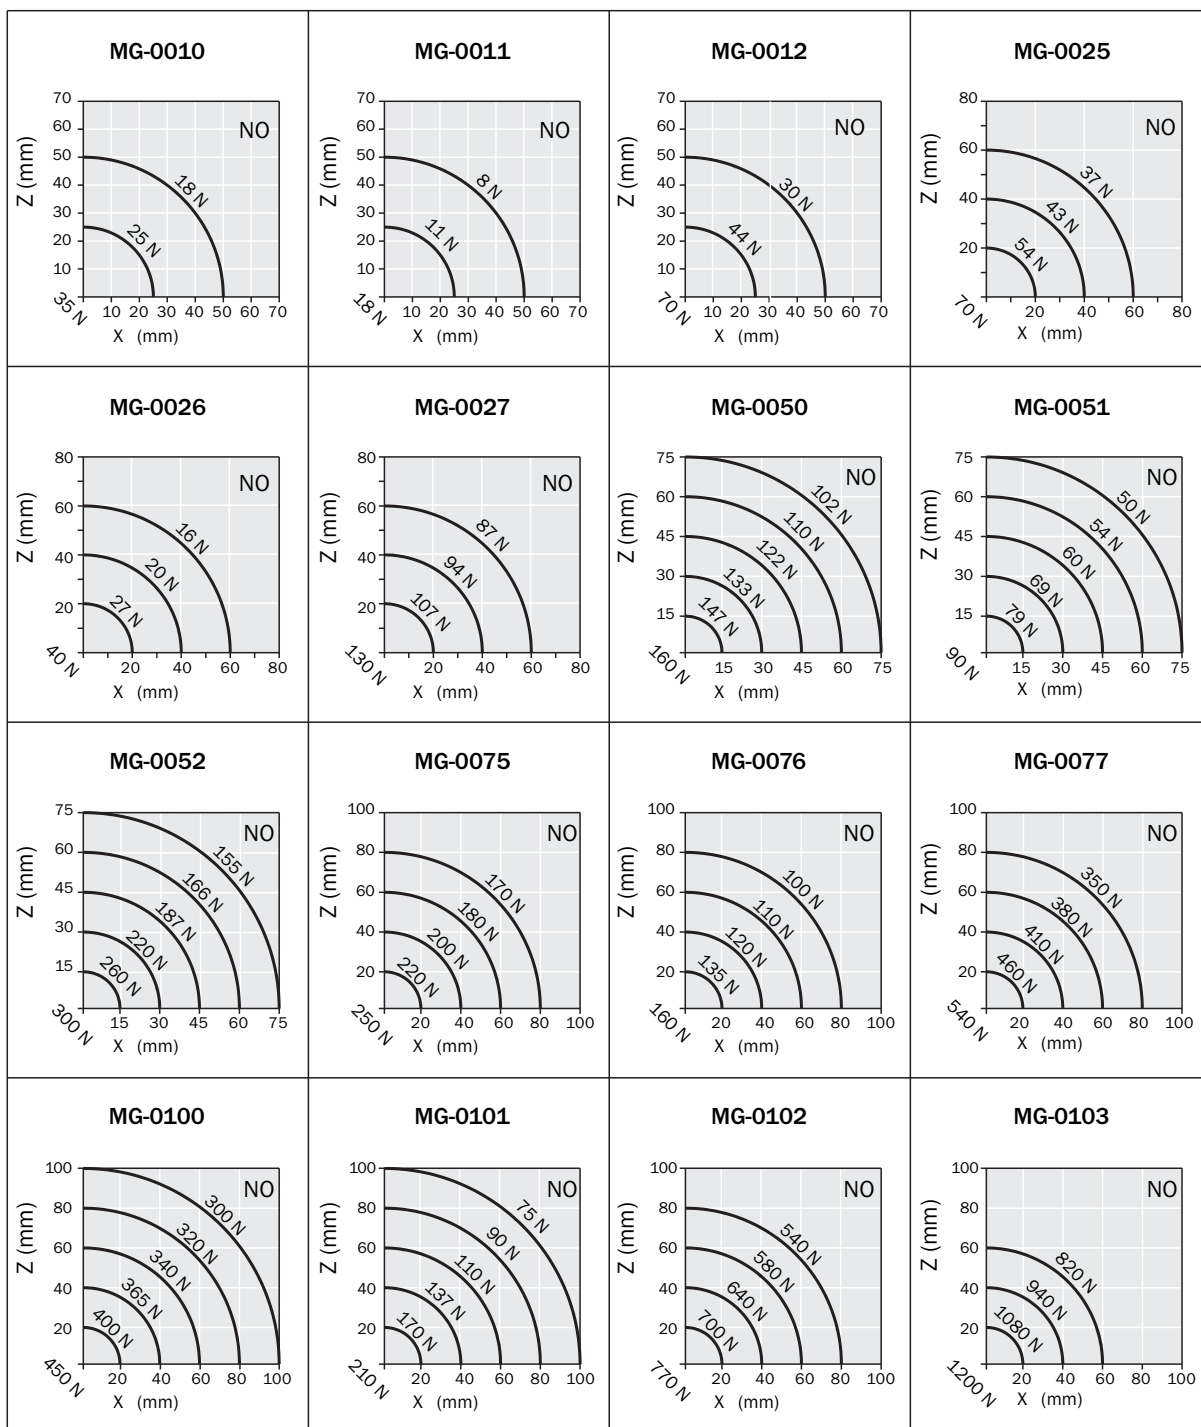 MG-0010
70
60
50
40
30
20
10
Z (mm)
NO
18 N
25 N
35 N
10 20 30 40 50 60 70
X (mm)
MG-0011
70
60
50
40
30
20
10
Z (mm)
NO
8 N
11 N
18 N
10 20 30 40 50 60 70
X (mm)
MG-0012
70
60
50
40
30
20
10
Z (mm)
NO
30 N
44 N
70 N
10 20 30 40 50 60 70
X (mm)
MG-0025
80
60
40
20
Z (mm)
NO
37 N
43 N
54 N
70 N
20 40 60 80
X (mm)
MG-0026
80
60
40
20
Z (mm)
NO
16 N
20 N
27 N
40 N
20 40 60 80
X (mm)
MG-0027
80
60
40
20
Z (mm)
NO
87 N
94 N
107 N
130 N
20 40 60 80
X (mm)
MG-0050
75
60
45
30
15
Z (mm)
NO
102 N
110 N
122 N
133 N
147 N
160 N
15 30 45 60 75
X (mm)
MG-0051
75
60
45
30
15
Z (mm)
NO
50 N
54 N
60 N
69 N
79 N
90 N
15 30 45 60 75
X (mm)
MG-0052
75
60
45
30
15
Z (mm)
NO
155 N
166 N
187 N
220 N
260 N
300 N
15 30 45 60 75
X (mm)
MG-0075
100
80
60
40
20
Z (mm)
NO
170 N
180 N
200 N
220 N
250 N
20 40 60 80 100
X (mm)
MG-0076
100
80
60
40
20
Z (mm)
NO
100 N
110 N
120 N
135 N
160 N
20 40 60 80 100
X (mm)
MG-0077
100
80
60
40
20
Z (mm)
NO
350 N
380 N
410 N
460 N
540 N
20 40 60 80 100
X (mm)
MG-0100
100
80
60
40
20
Z (mm)
NO
300 N
320 N
340 N
365 N
400 N
450 N
20 40 60 80 100
X (mm)
MG-0101
100
80
60
40
20
Z (mm)
NO
75 N
90 N
110 N
137 N
170 N
210 N
20 40 60 80 100
X (mm)
MG-0102
100
80
60
40
20
Z (mm)
NO
540 N
580 N
640 N
700 N
770 N
20 40 60 80 100
X (mm)
MG-0103
100
80
60
40
20
Z (mm)
NO
820 N
940 N
1080 N
1200 N
20 40 60 80 100
X (mm)